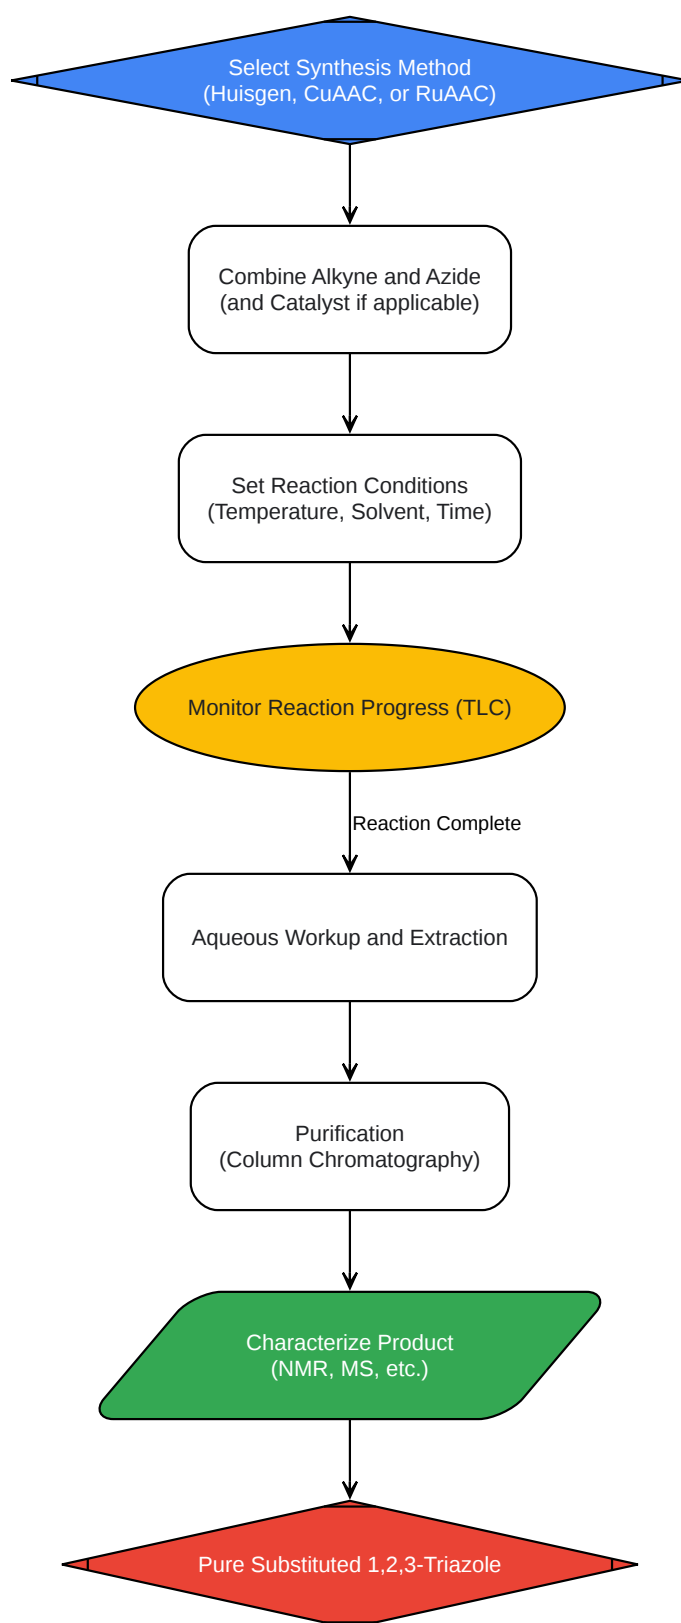 Select Synthesis Method
(Huisgen, CuAAC, or RuAAC)
Combine Alkyne and Azide
(and Catalyst if applicable)
Set Reaction Conditions
(Temperature, Solvent, Time)
Monitor Reaction Progress (TLC)
Reaction Complete
Aqueous Workup and Extraction
Purification
(Column Chromatography)
Characterize Product
(NMR, MS, etc.)
Pure Substituted 1,2,3-Triazole